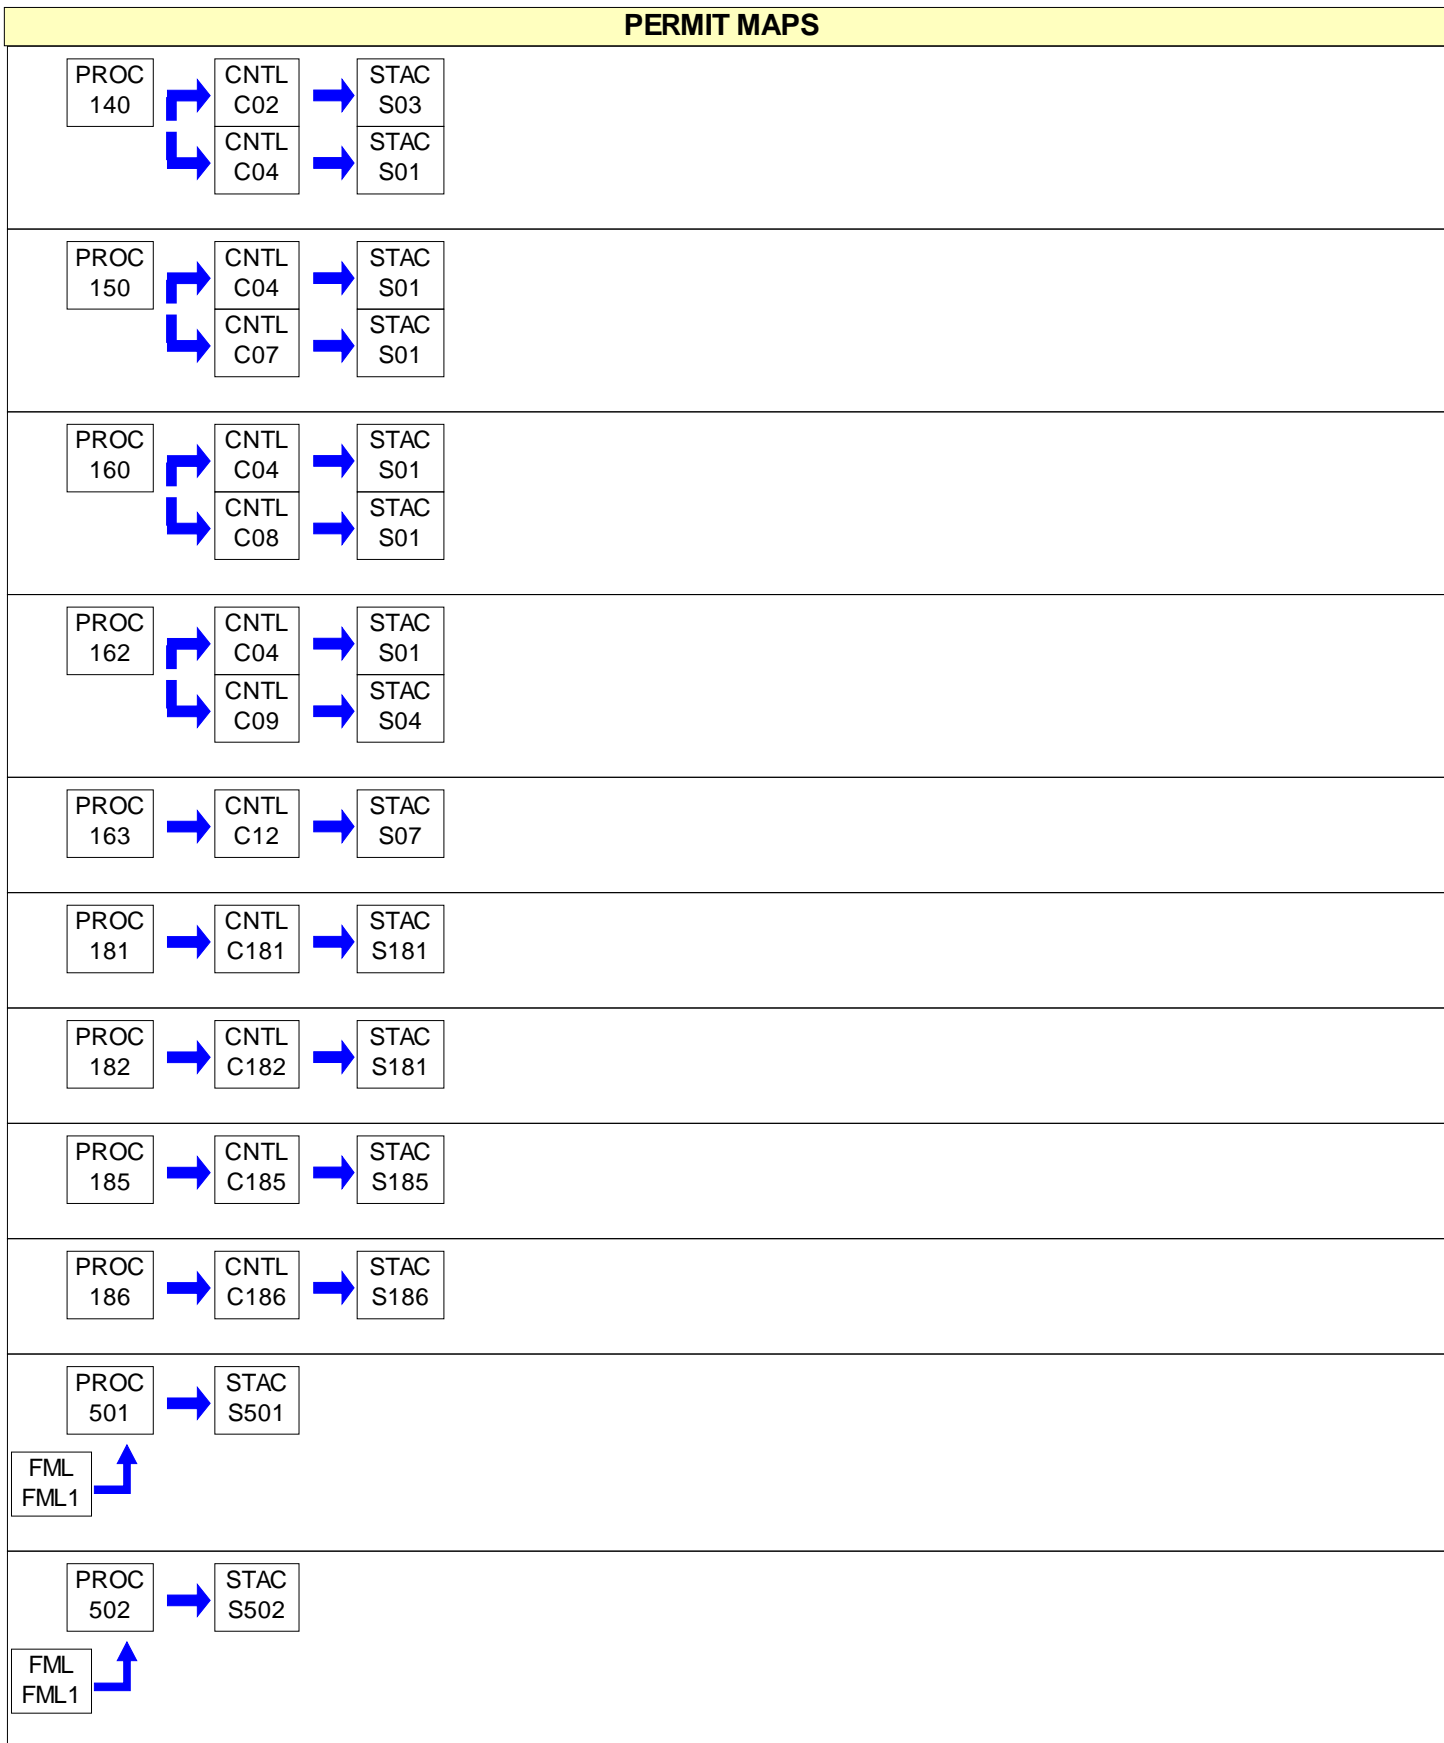 PERMIT MAPS
PROC
140
CNTL
C02
STAC
S03
CNTL
C04
STAC
S01
PROC
150
CNTL
C04
STAC
S01
CNTL
C07
STAC
S01
PROC
160
CNTL
C04
STAC
S01
CNTL
C08
STAC
S01
PROC
162
CNTL
C04
STAC
S01
CNTL
C09
STAC
S04
PROC
163
CNTL
C12
STAC
S07
PROC
181
CNTL
C181
STAC
S181
PROC
182
CNTL
C182
STAC
S181
PROC
185
CNTL
C185
STAC
S185
PROC
186
CNTL
C186
STAC
S186
PROC
501
STAC
S501
FML
FML1
PROC
502
STAC
S502
FML
FML1